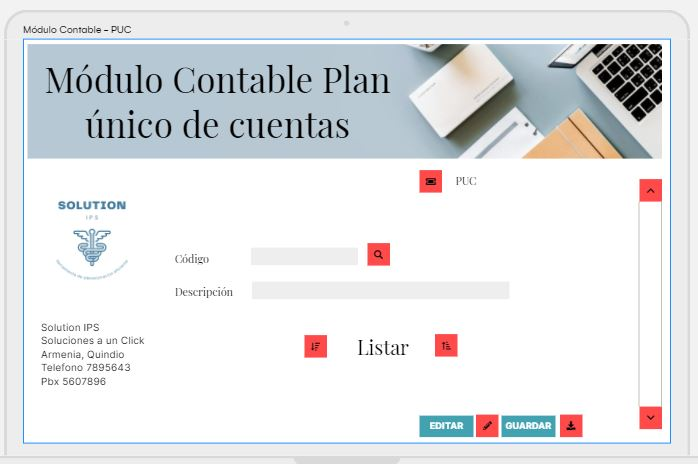 Módulo Contable – PUC
Módulo Contable Plan
único de cuentas
PUC
SOLUTION
IPS
Código
Descripción
Solution IPS
Soluciones a un Click
Armenia, Quindio
Telefono 7895643
Pbx 5607896
Listar
EDITAR
GUARDAR